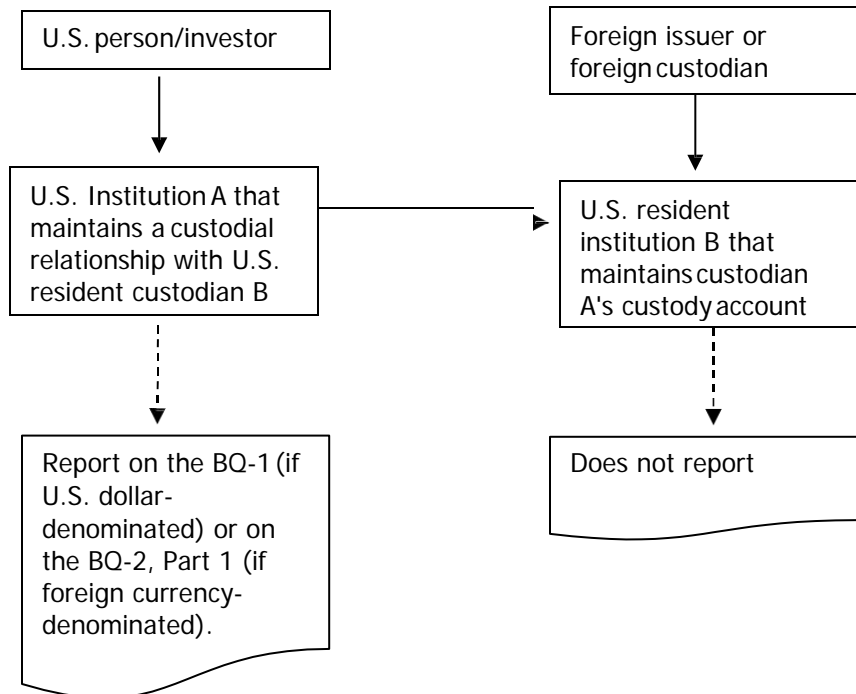 U.S. person/investor
Foreign issuer or
foreign custodian
U.S. Institution A that
maintains a custodial
relationship with U.S.
resident custodian B
U.S. resident
institution B that
maintains custodian
A's custody account
Report on the BQ-1 (if
U.S. dollar-
denominated) or on
the BQ-2, Part 1 (if
foreign currency-
denominated).
Does not report